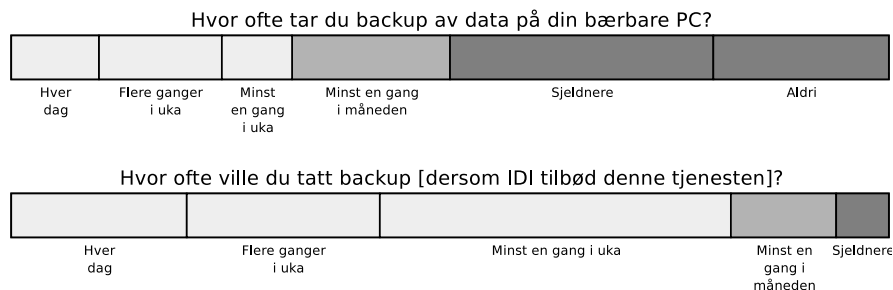 Hvor ofte tar du backup av data på din bærbare PC?
Hver dag
Flere ganger i uka
Minst en gang i uka
Minst en gang i måneden
Sjeldnere
Aldri
Hvor ofte ville du tatt backup [dersom IDI tilbød denne tjenesten]?
Hver dag
Flere ganger i uka
Minst en gang i uka
Minst en gang i måneden
Sjeldnere